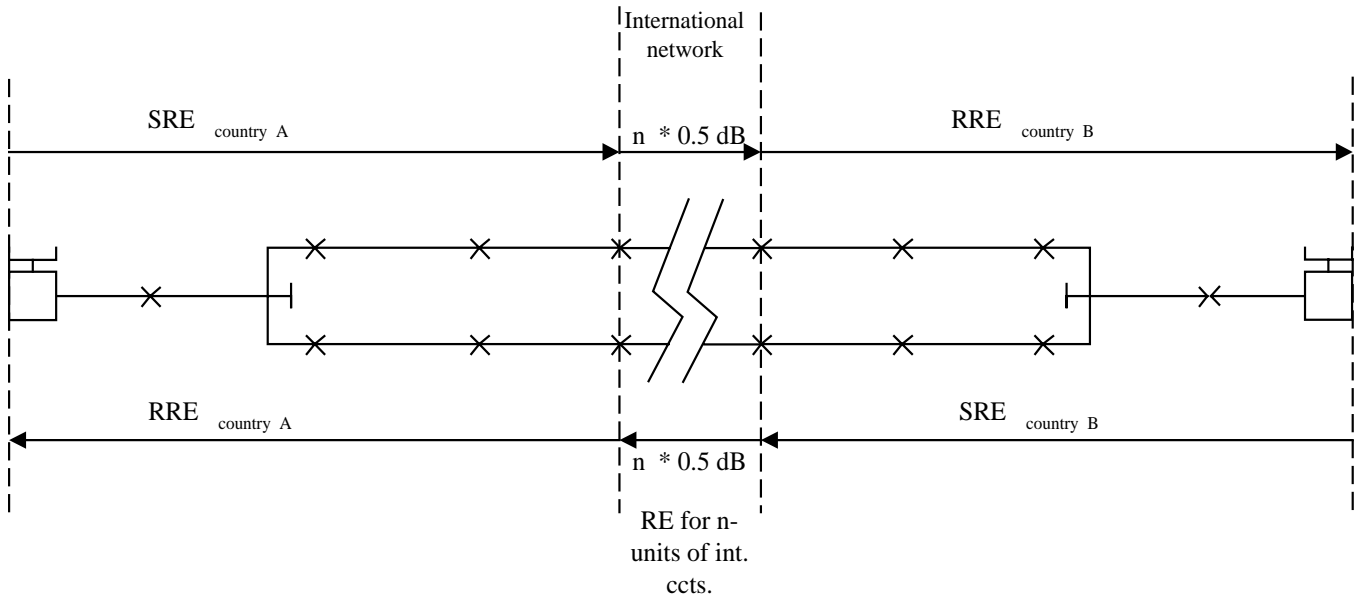 International
network
SRE country A
n * 0.5 dB
RRE country B
RRE country A
n * 0.5 dB
SRE country B
RE for n-
units of int.
ccts.